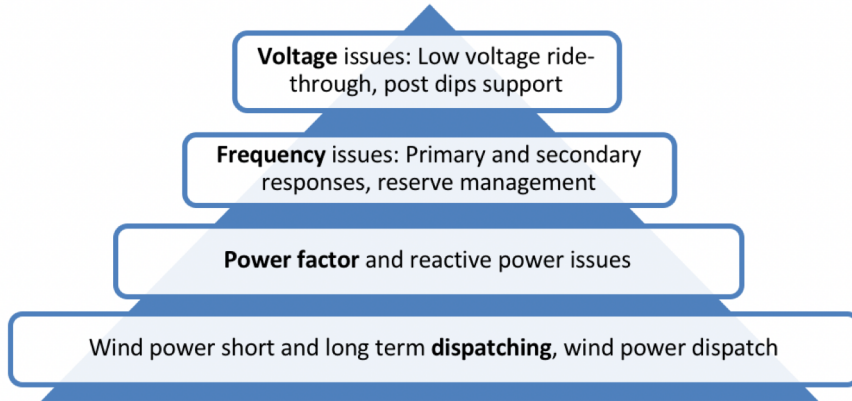 Voltage issues: Low voltage ride-
through, post dips support
Frequency issues: Primary and secondary
responses, reserve management
Power factor and reactive power issues
Wind power short and long term dispatching, wind power dispatch